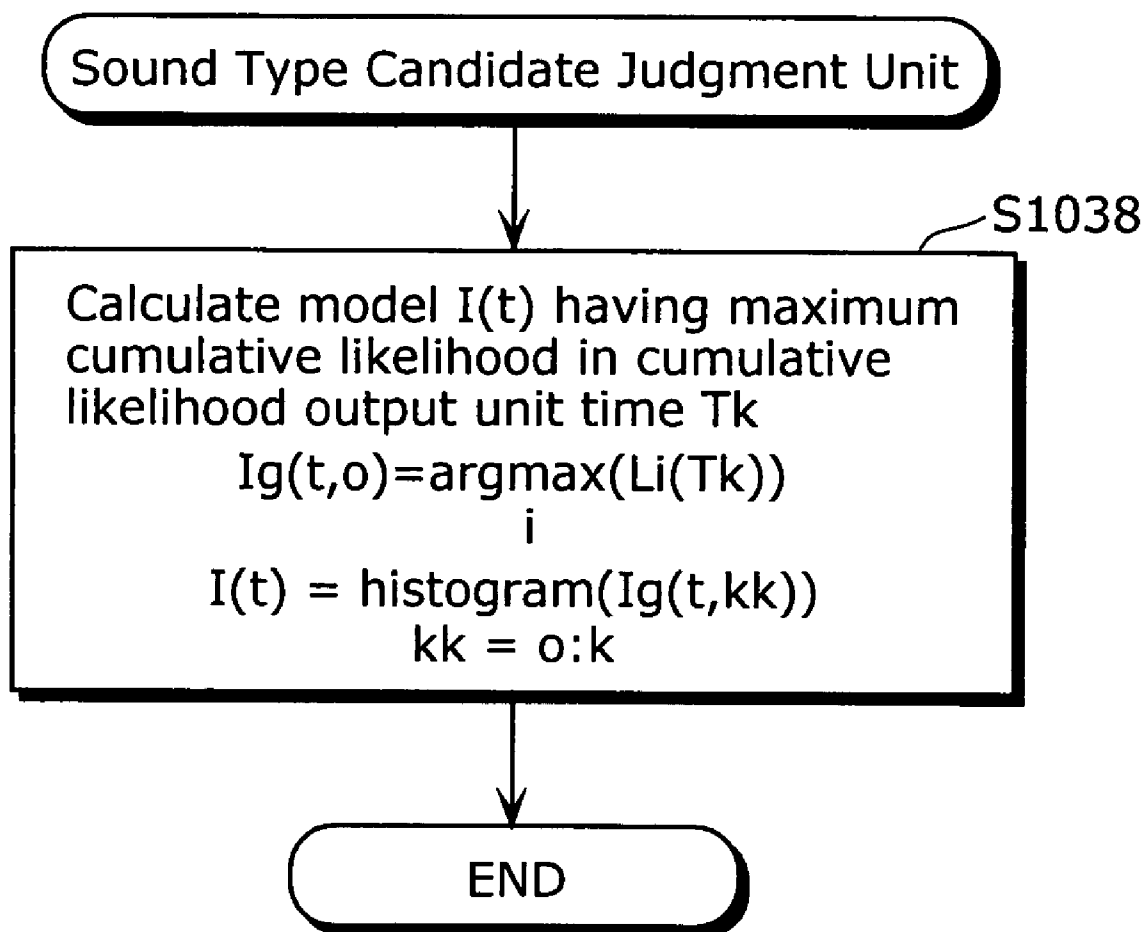 Sound Type Candidate Judgment Unit
S1038
Calculate model I(t) having maximum
cumulative likelihood in cumulative
likelihood output unit time Tk
Ig(t,o)=argmax(Li(Tk))
i
I(t) = histogram(Ig(t,kk))
kk = o:k
END